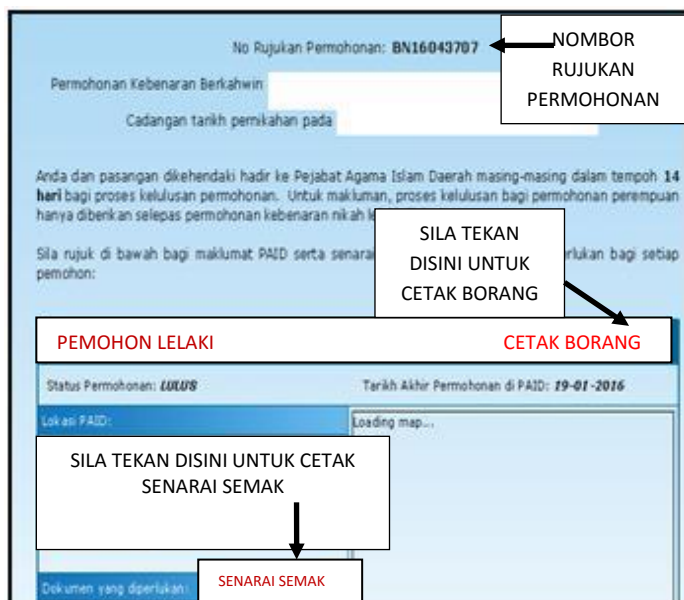 No Rujukan Permohonan: BN16043707
NOMBOR
RUJUKAN
PERMOHONAN
Permohonan Kebenaran Berkahwin
Cadangan tarikh pernikahan pada
Anda dan pasangan dikehendaki hadir ke Pejabat Agama Islam Daerah masing-masing dalam tempoh 14
hari bagi proses kelulusan permohonan. Untuk makluman, proses kelulusan bagi permohonan perempuan
hanya diberikan selepas permohonan kebenaran nikah
SILA TEKAN
DISINI UNTUK
CETAK BORANG
Sila rujuk di bawah bagi maklumat PAID serta bagi setiap
pemohon:
PEMOHON LELAKI CETAK BORANG
Status Permohonan: LULUS Tarikh Akhir Permohonan di PAID: 19-01-2016
Lokasi PAID: Loading map...
SILA TEKAN DISINI UNTUK CETAK
SENARAI SEMAK
Dokumen yang diperlukan: SENARAI SEMAK